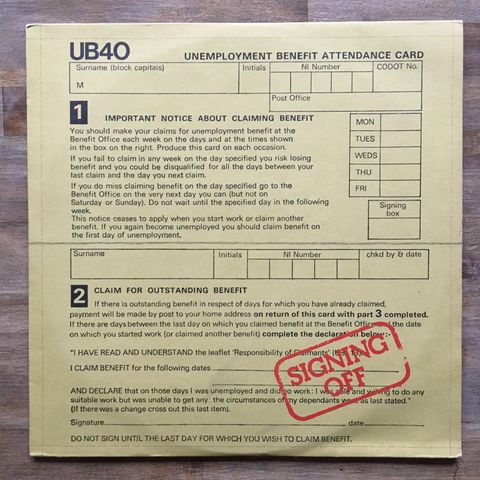 UB40 UNEMPLOYMENT BENEFIT ATTENDANCE CARD
Surname (block capitals) Initials NI Number CODOT No.
M
Post Office
1 IMPORTANT NOTICE ABOUT CLAIMING BENEFIT
You should make your claims for unemployment benefit at the
Benefit Office each week on the days and at the times shown
in the box on the right. Produce this card on each occasion.
If you fail to claim in any week on the day specified you risk losing
benefit and you could be disqualified for all the days between your
last claim and the day you next claim.
If you do miss claiming benefit on the day specified go to the
Benefit Office on the very next day you can (but not on
Saturday or Sunday). Do not wait until the specified day in the following
week.
This notice ceases to apply when you start work or claim another
benefit. If you again become unemployed you should claim benefit on
the first day of unemployment.
MON
TUES
WEDS
THU
FRI
Signing
box
Surname Initials NI Number chkd by & date
2 CLAIM FOR OUTSTANDING BENEFIT
If there is outstanding benefit in respect of days for which you have already claimed,
payment will be made by post to your home address on return of this card with part 3 completed.
If there are days between the last day on which you claimed benefit at the Benefit Office and the date
on which you started work (or claimed another benefit) complete the declaration below:-
"I HAVE READ AND UNDERSTAND the leaflet 'Responsibility of Claimants'
I CLAIM BENEFIT for the following dates
AND DECLARE that on those days I was unemployed and did no work: I was able and willing to do any
suitable work but was unable to get any: the circumstances of my dependants were as last stated."
(If there was a change cross out this last item).
Signature date
DO NOT SIGN UNTIL THE LAST DAY FOR WHICH YOU WISH TO CLAIM BENEFIT.
SIGNING
OFF